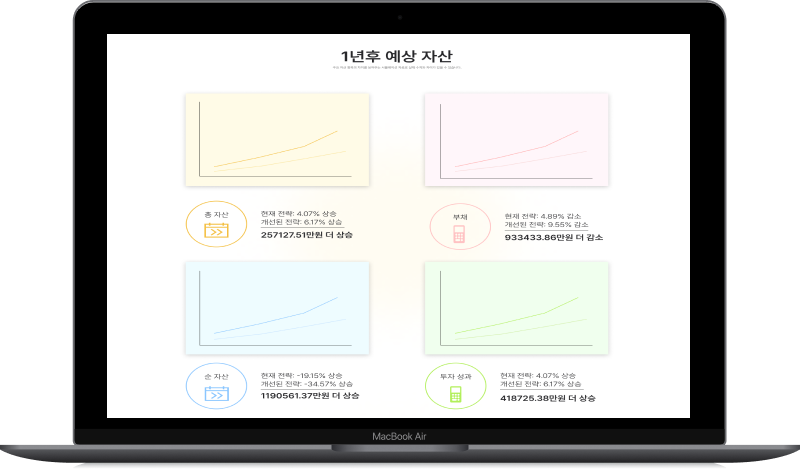 1년후 예상 자산
총 자산
현재 전략: 4.07% 상승
개선된 전략: 6.17% 상승
257127.51만원 더 상승
부채
현재 전략: 4.89% 감소
개선된 전략: 9.55% 감소
933433.86만원 더 감소
순 자산
현재 전략: -19.15% 상승
개선된 전략: -34.57% 상승
1190561.37만원 더 상승
투자 성과
현재 전략: 4.07% 상승
개선된 전략: 6.17% 상승
418725.38만원 더 상승
MacBook Air